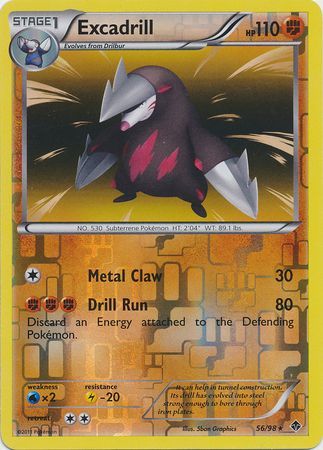 STAGE1
Excadrill
HP110
Evolves from Drilbur
NO. 530 Subterrene Pokémon HT: 2'04" WT: 89.1 lbs.
Metal Claw 30
Drill Run 80
Discard an Energy attached to the Defending
Pokémon.
weakness
×2
resistance
-20
retreat
It can help in tunnel construction.
Its drill has evolved into steel
strong enough to bore through
iron plates.
Illus. 5ban Graphics
56/98★
©2011 Pokémon